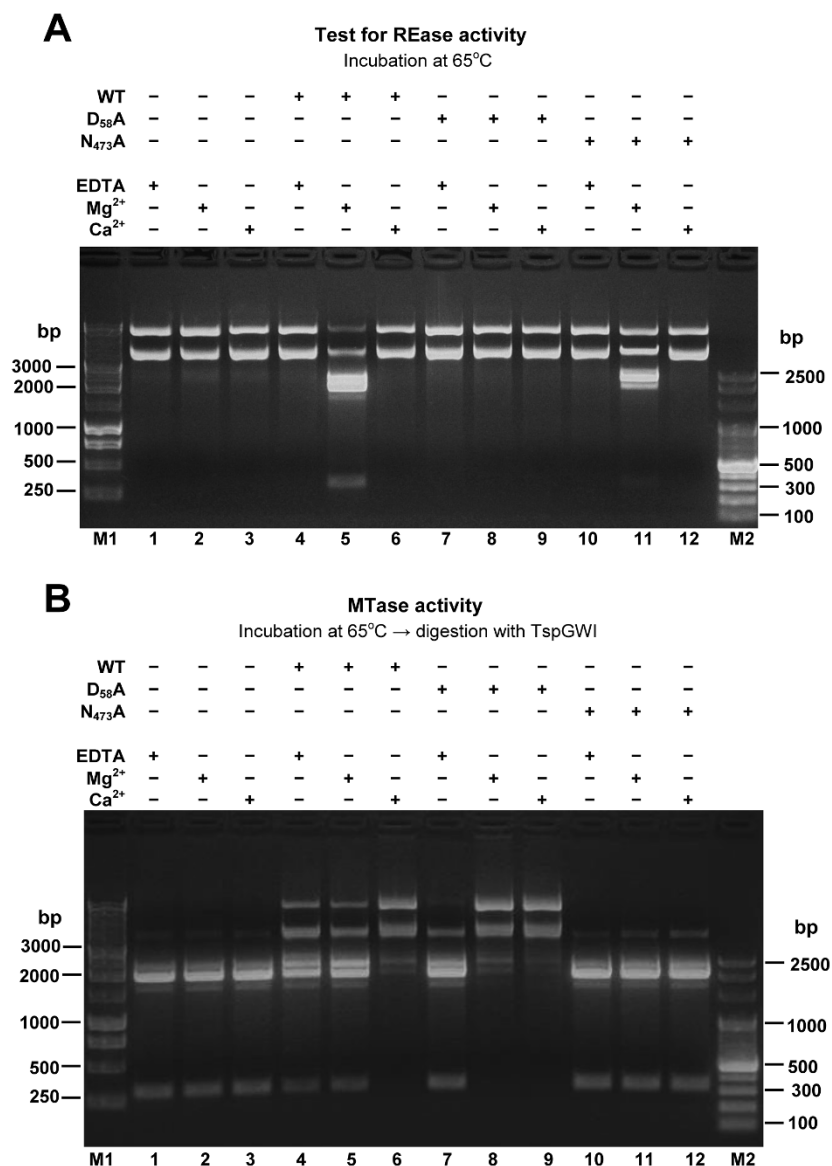 A
Test for REase activity
Incubation at 65°C
WT – – – + + + – – – – – –
D₅₈A – – – – – – + + + – – –
N₄₇₃A – – – – – – – – – + + +
EDTA + – – + – – + – – + – –
Mg²⁺ – + – – + – – + – – + –
Ca²⁺ – – + – – + – – + – – +
bp bp
3000 2500
2000
1000 1000
500 500
250 300
100
M1 1 2 3 4 5 6 7 8 9 10 11 12 M2
B
MTase activity
Incubation at 65°C → digestion with TspGWI
WT – – – + + + – – – – – –
D₅₈A – – – – – – + + + – – –
N₄₇₃A – – – – – – – – – + + +
EDTA + – – + – – + – – + – –
Mg²⁺ – + – – + – – + – – + –
Ca²⁺ – – + – – + – – + – – +
bp bp
3000 2500
2000
1000 1000
500 500
250 300
100
M1 1 2 3 4 5 6 7 8 9 10 11 12 M2